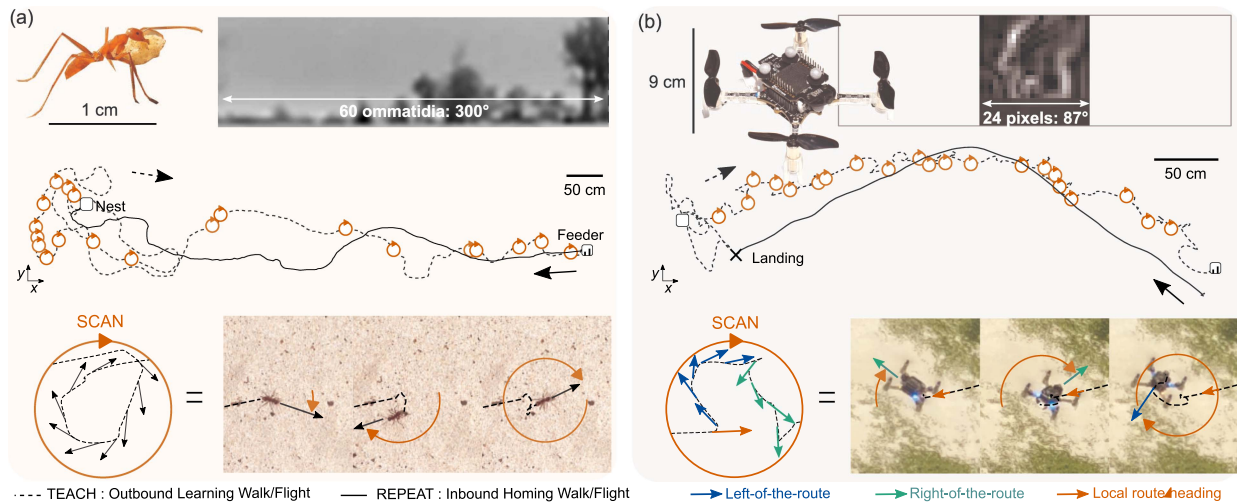 (a)
1 cm
60 ommatidia: 300°
50 cm
Nest
Feeder
y
x
SCAN
=
(b)
9 cm
24 pixels: 87°
50 cm
Landing
y
x
SCAN
=
TEACH : Outbound Learning Walk/Flight
REPEAT : Inbound Homing Walk/Flight
Left-of-the-route
Right-of-the-route
Local route heading